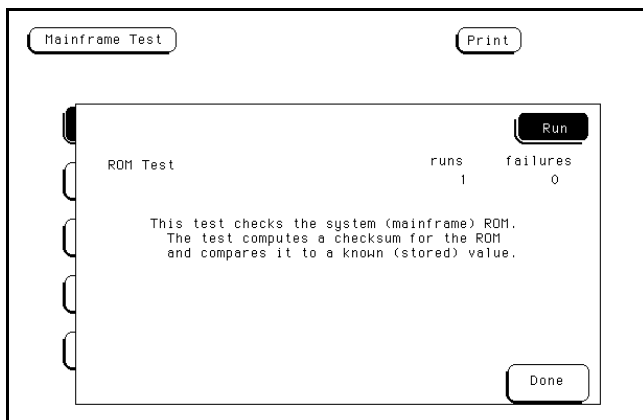 Mainframe Test Print
Run
ROM Test runs failures
1 0
This test checks the system (mainframe) ROM.
The test computes a checksum for the ROM
and compares it to a known (stored) value.
Done